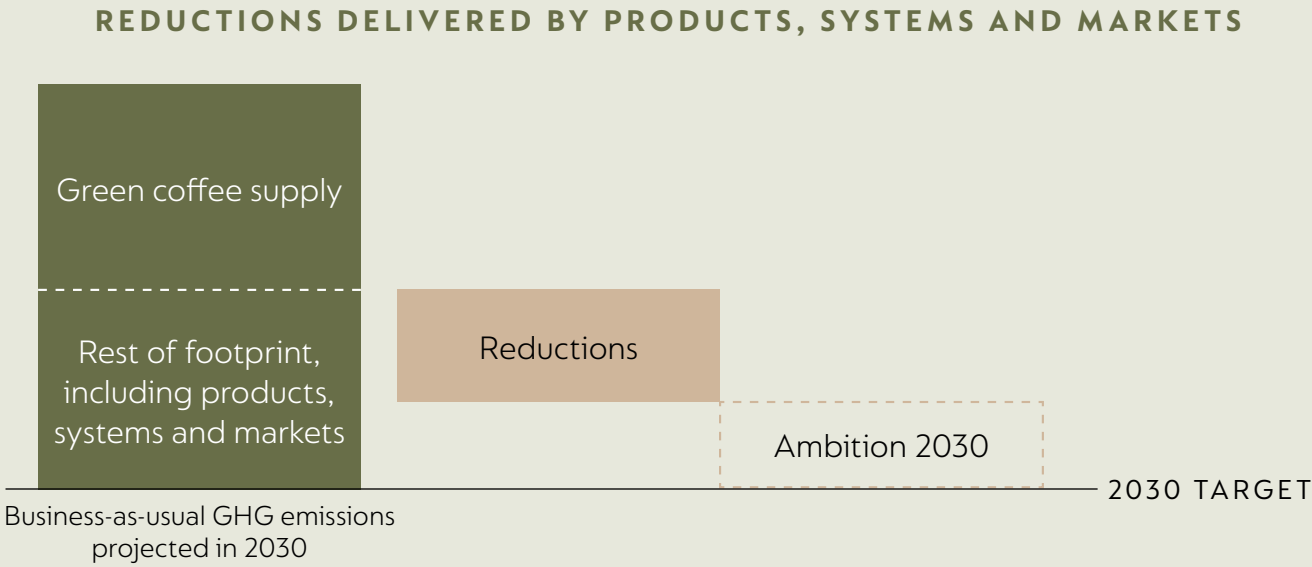 REDUCTIONS DELIVERED BY PRODUCTS, SYSTEMS AND MARKETS
Green coffee supply
Rest of footprint,
including products,
systems and markets
Reductions
Ambition 2030
2030 TARGET
Business-as-usual GHG emissions
projected in 2030